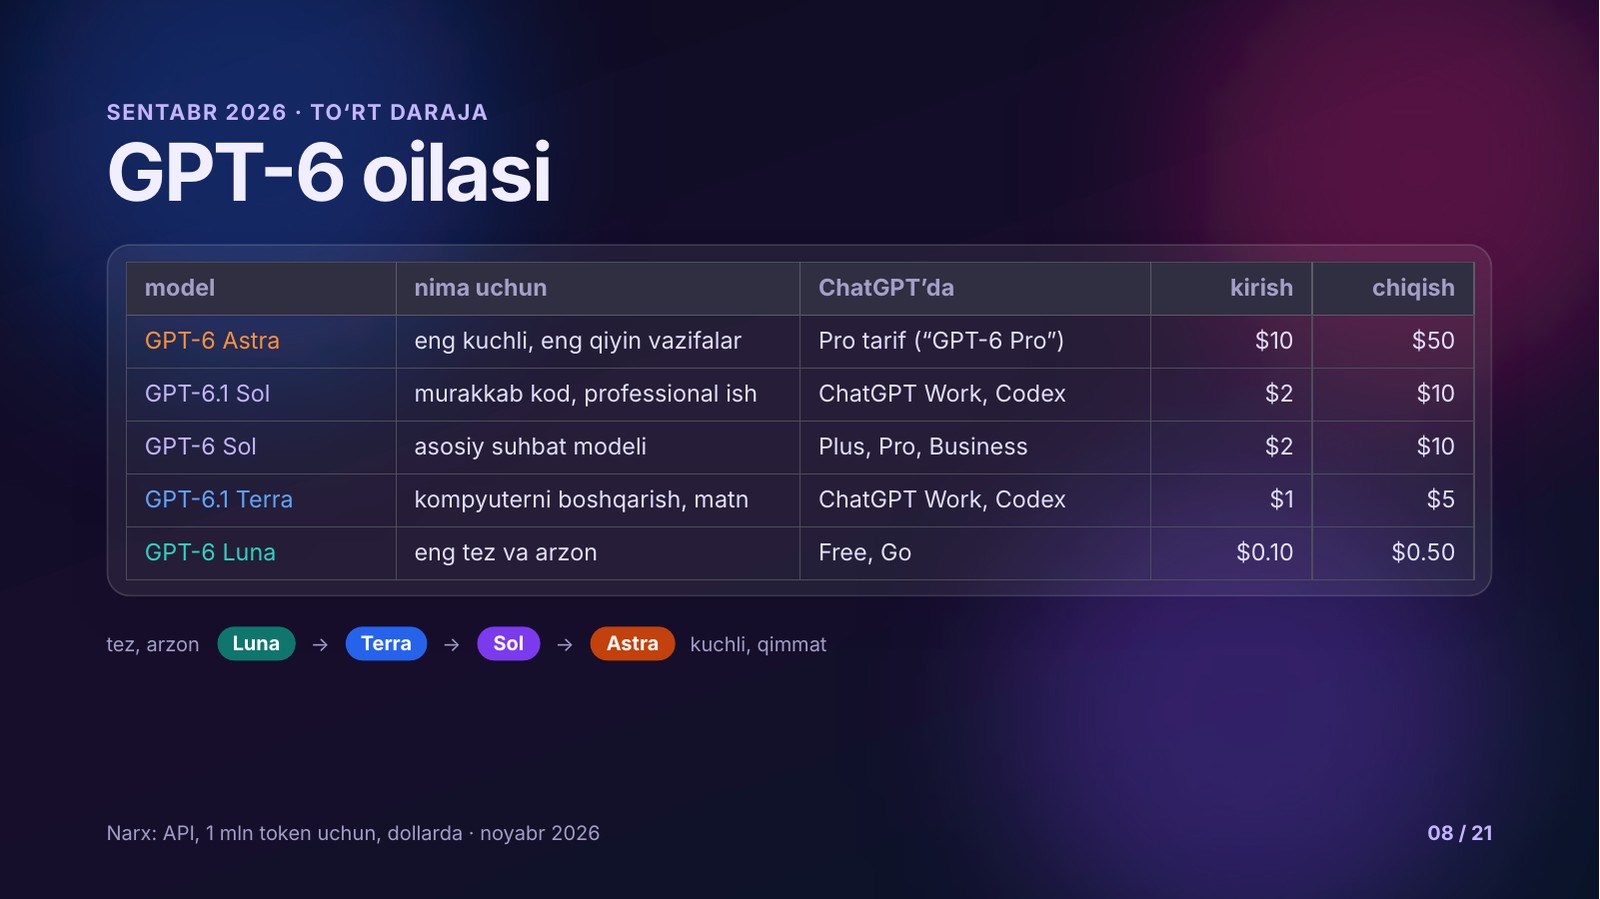 SENTABR 2026 · TO‘RT DARAJA
GPT-6 oilasi
model nima uchun ChatGPT’da kirish chiqish
GPT-6 Astra eng kuchli, eng qiyin vazifalar Pro tarif (“GPT-6 Pro”) $10 $50
GPT-6.1 Sol murakkab kod, professional ish ChatGPT Work, Codex $2 $10
GPT-6 Sol asosiy suhbat modeli Plus, Pro, Business $2 $10
GPT-6.1 Terra kompyuterni boshqarish, matn ChatGPT Work, Codex $1 $5
GPT-6 Luna eng tez va arzon Free, Go $0.10 $0.50
tez, arzon Luna → Terra → Sol → Astra kuchli, qimmat
Narx: API, 1 mln token uchun, dollarda · noyabr 2026 08 / 21